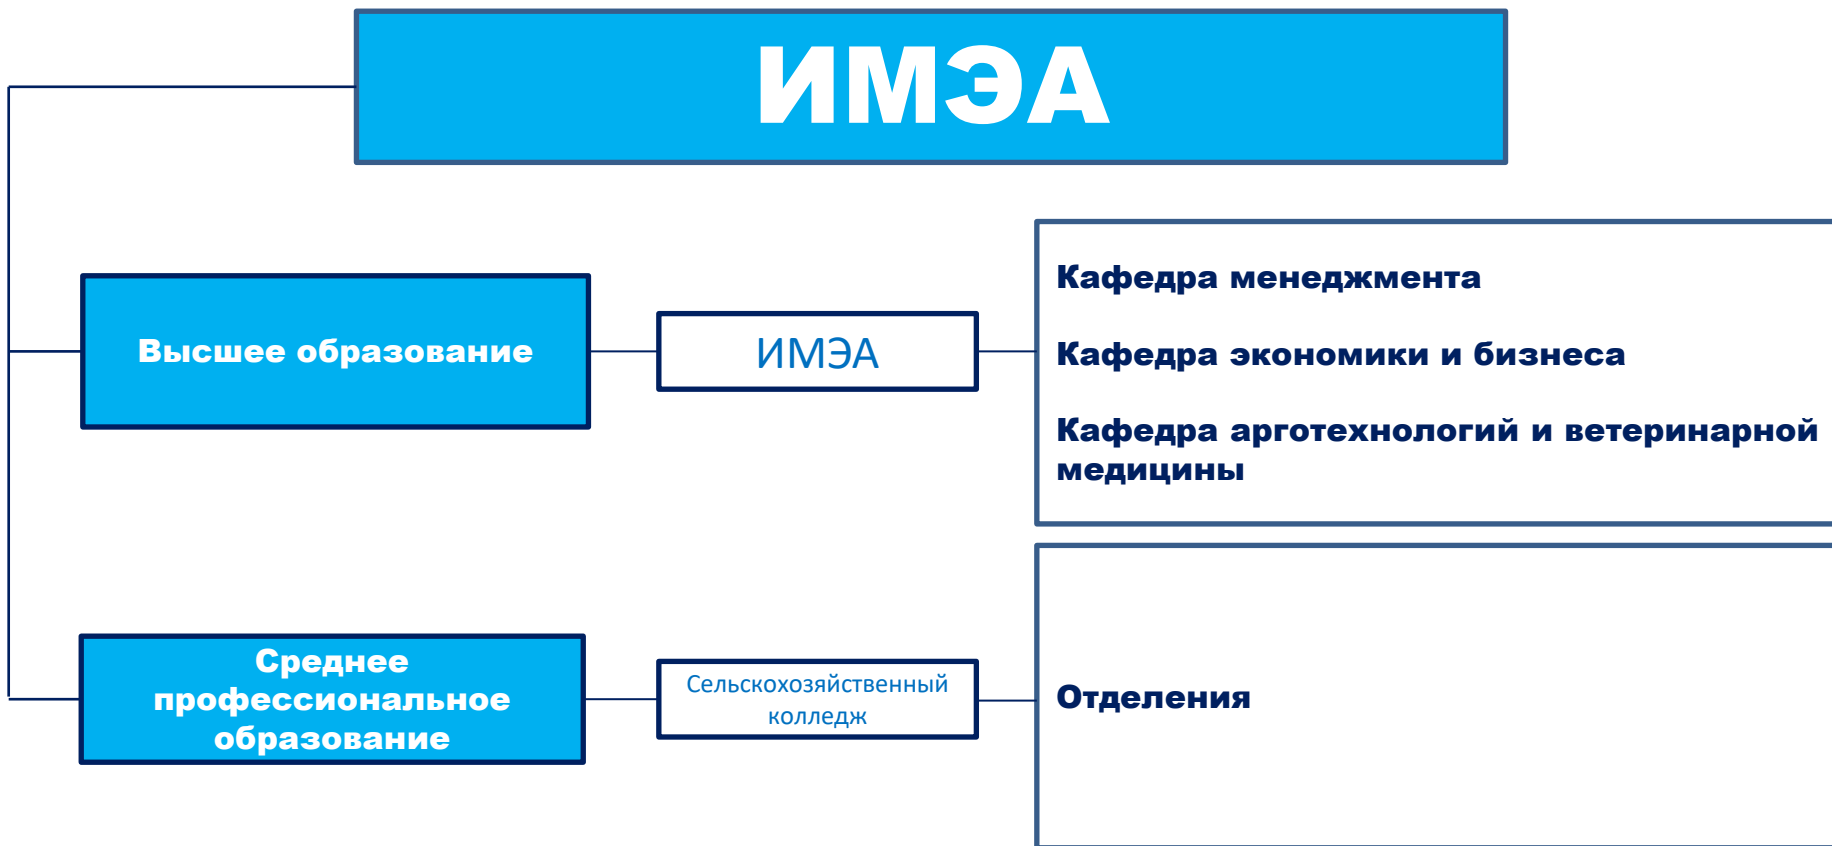 ИМЭА
Высшее образование
ИМЭА
Кафедра менеджмента
Кафедра экономики и бизнеса
Кафедра арготехнологий и ветеринарной
медицины
Среднее
профессиональное
образование
Сельскохозяйственный
колледж
Отделения